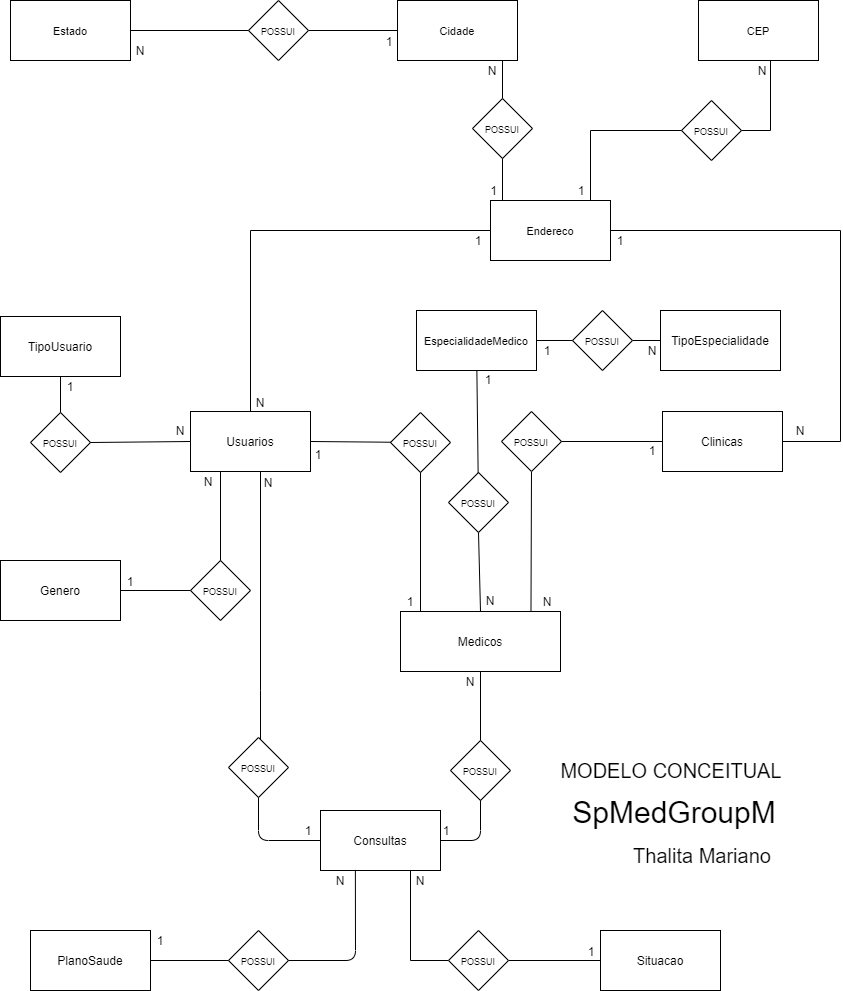 Estado
POSSUI
Cidade
CEP
N
1
N
N
POSSUI
POSSUI
1
1
Endereco
1
1
TipoUsuario
EspecialidadeMedico
POSSUI
TipoEspecialidade
1
N
1
1
N
N
N
POSSUI
Usuarios
POSSUI
POSSUI
Clinicas
1
1
N
N
POSSUI
Genero
1
POSSUI
1
N
N
Medicos
N
POSSUI
POSSUI
MODELO CONCEITUAL
SpMedGroupM
1
Consultas
1
Thalita Mariano
N
N
PlanoSaude
1
POSSUI
POSSUI
1
Situacao